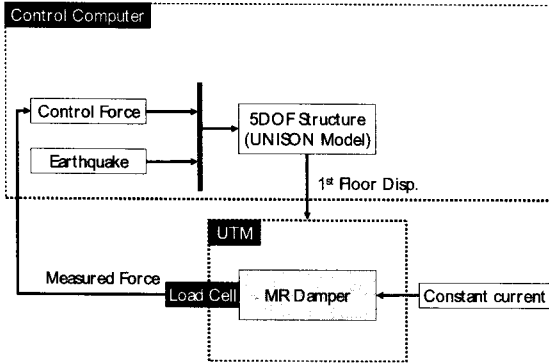 Control Computer
Control Force
Earthquake
5DOF Structure
(UNISON Model)
1st Floor Disp.
UTM
Measured Force
Load Cell
MR Damper
Constant current